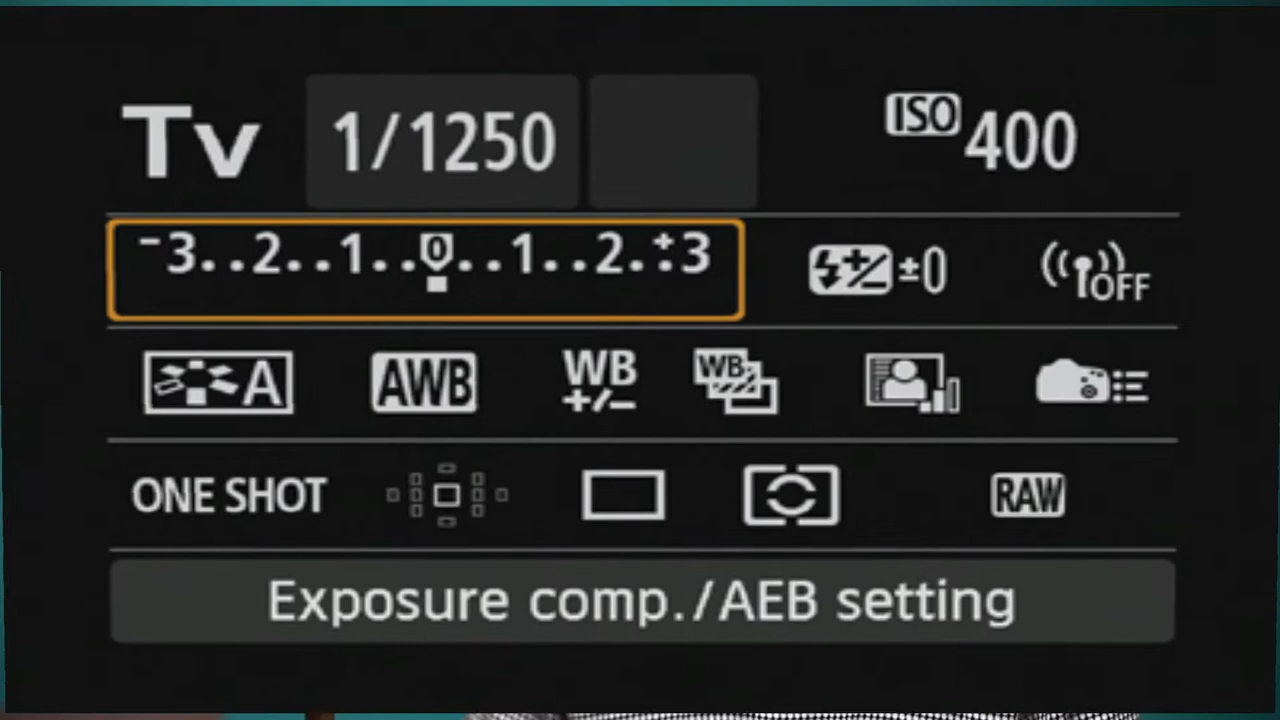 Tv 1/1250 ISO 400
-3..2..1..0..1..2.:+3 ±0 OFF
A AWB WB +/- WB
ONE SHOT RAW
Exposure comp./AEB setting